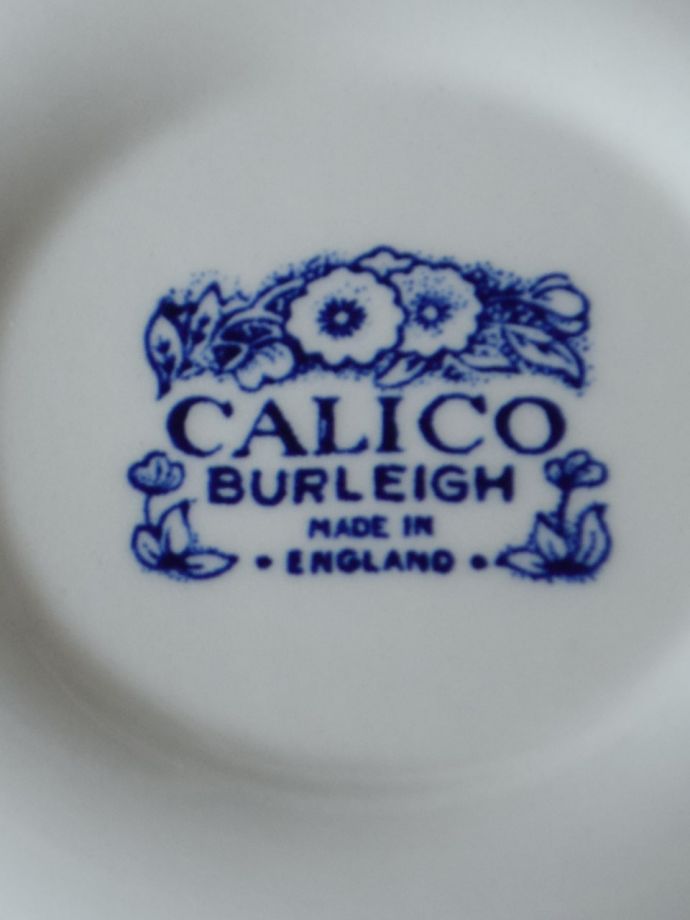 CALICO
BURLEIGH
MADE IN
• ENGLAND •